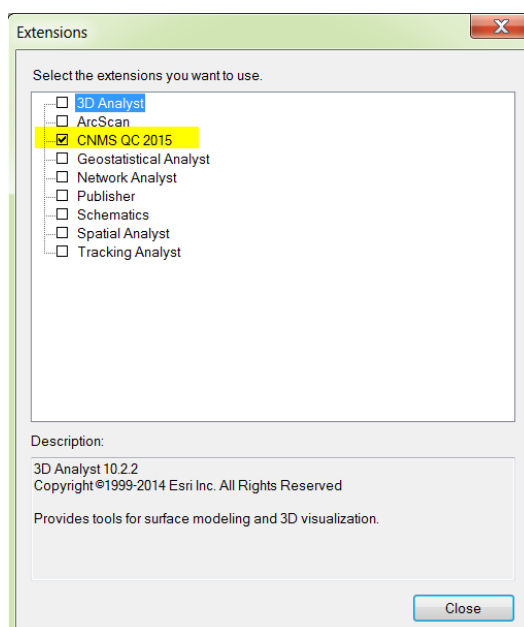 Extensions
Select the extensions you want to use.
3D Analyst
ArcScan
CNMS QC 2015
Geostatistical Analyst
Network Analyst
Publisher
Schematics
Spatial Analyst
Tracking Analyst
Description:
3D Analyst 10.2.2
Copyright ©1999-2014 Esri Inc. All Rights Reserved
Provides tools for surface modeling and 3D visualization.
Close